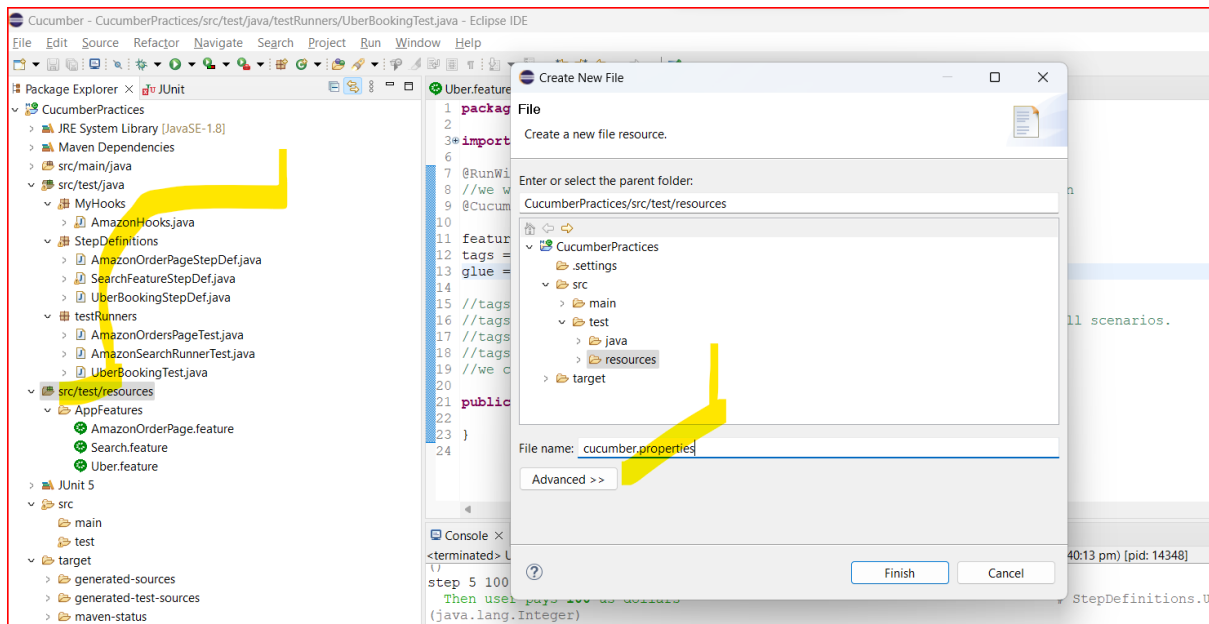 Cucumber - CucumberPractices/src/test/java/testRunners/UberBookingTest.java - Eclipse IDE
File Edit Source Refactor Navigate Search Project Run Window Help
Package Explorer JUnit
CucumberPractices
JRE System Library [JavaSE-1.8]
Maven Dependencies
src/main/java
src/test/java
MyHooks
AmazonHooks.java
StepDefinitions
AmazonOrderPageStepDef.java
SearchFeatureStepDef.java
UberBookingStepDef.java
testRunners
AmazonOrdersPageTest.java
AmazonSearchRunnerTest.java
UberBookingTest.java
src/test/resources
AppFeatures
AmazonOrderPage.feature
Search.feature
Uber.feature
JUnit 5
src
main
test
target
generated-sources
generated-test-sources
maven-status
Uber.feature
1 packag
2
3 import
6
7 @RunWi
8 //we w
9 @Cucum
10
11 featur
12 tags =
13 glue =
14
15 //tags
16 //tags ll scenarios.
17 //tags
18 //tags
19 //we c
20
21 public
22
23 }
24
Create New File
File
Create a new file resource.
Enter or select the parent folder:
CucumberPractices/src/test/resources
CucumberPractices
.settings
src
main
test
java
resources
target
File name: cucumber.properties
Advanced >>
? Finish Cancel
Console
<terminated> U 40:13 pm) [pid: 14348]
step 5 100
Then user pays 100 us dollars # StepDefinitions.U
(java.lang.Integer)